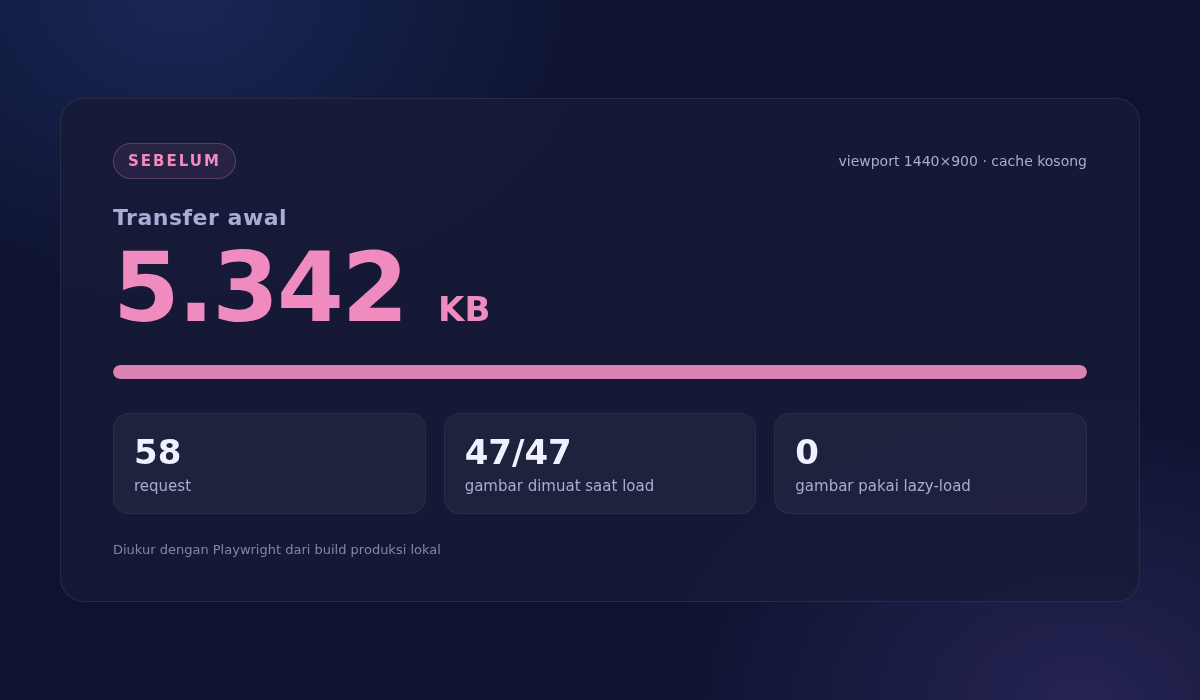 SEBELUM
viewport 1440×900 · cache kosong
Transfer awal
5.342 KB
58
request
47/47
gambar dimuat saat load
0
gambar pakai lazy-load
Diukur dengan Playwright dari build produksi lokal